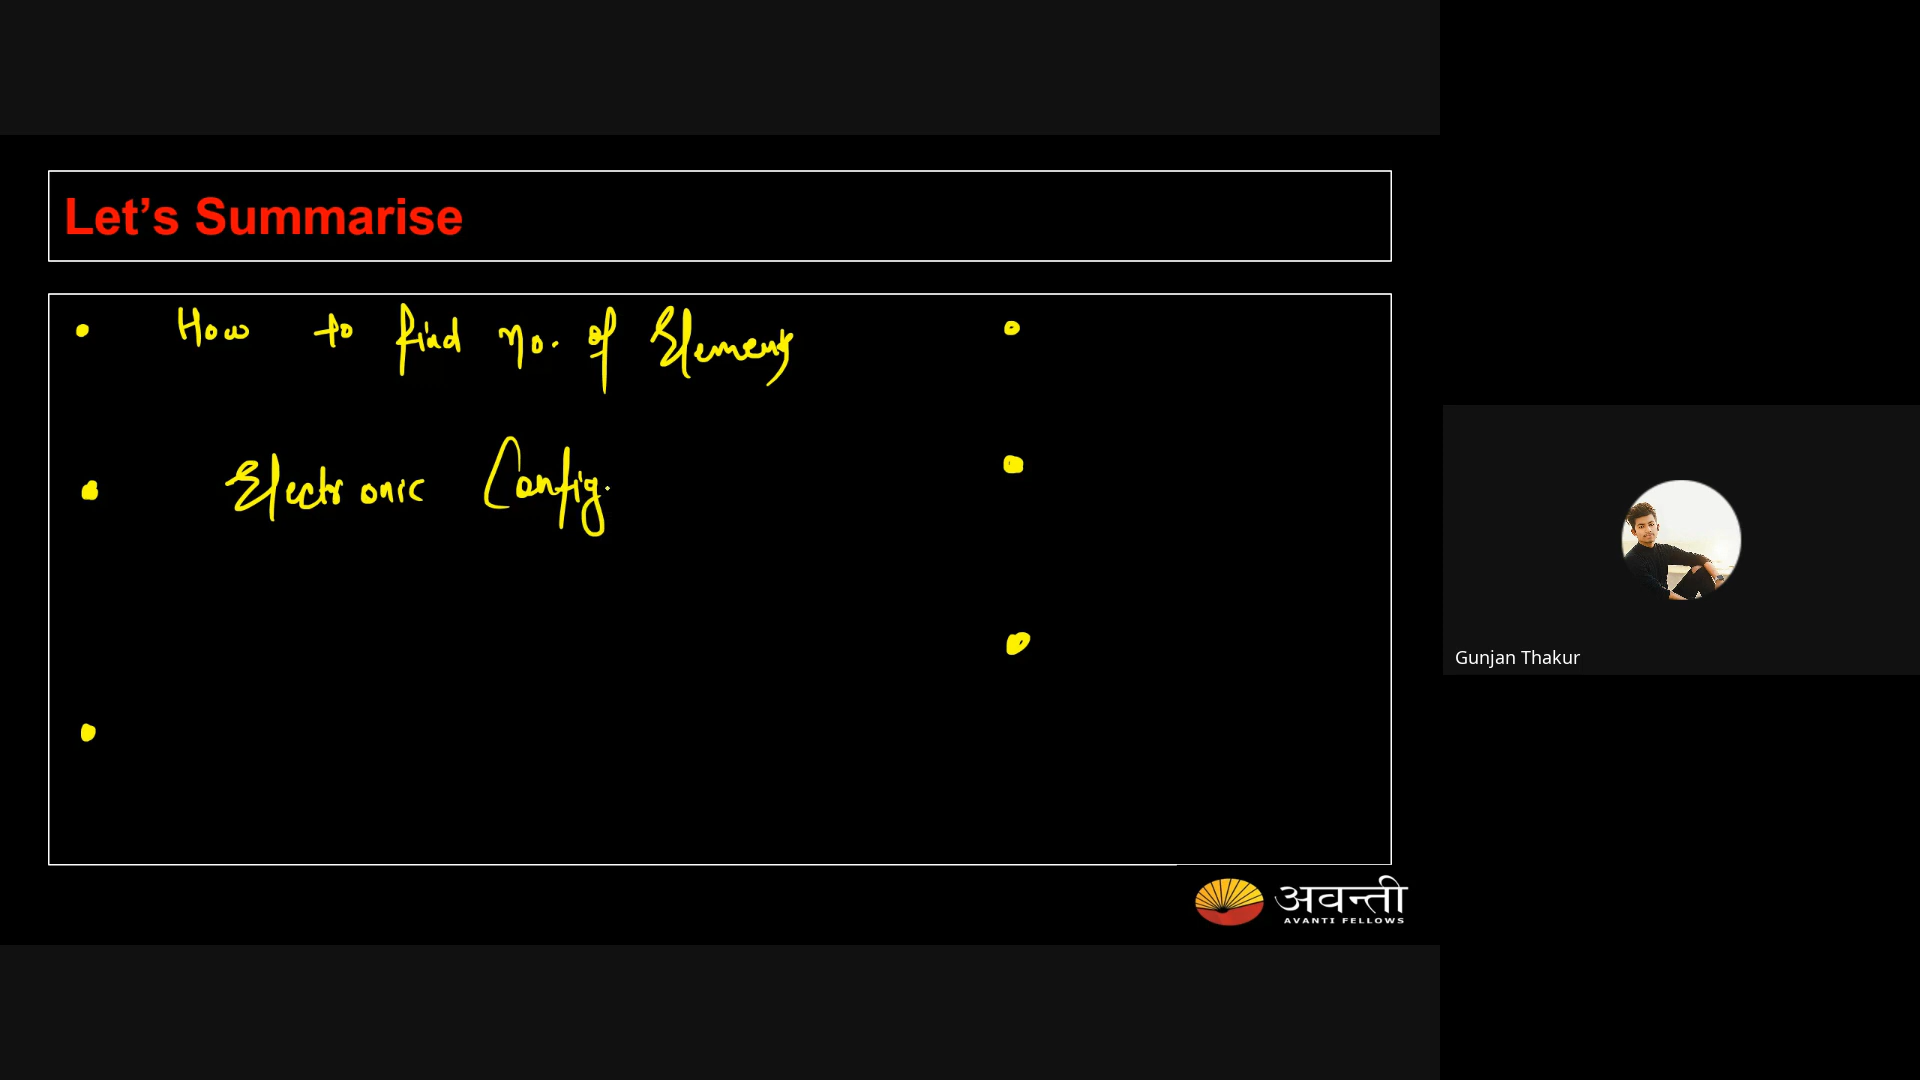 Let’s Summarise
• How to find no. of Elements
• Electronic Config.
Gunjan Thakur
अवन्ती
AVANTI FELLOWS